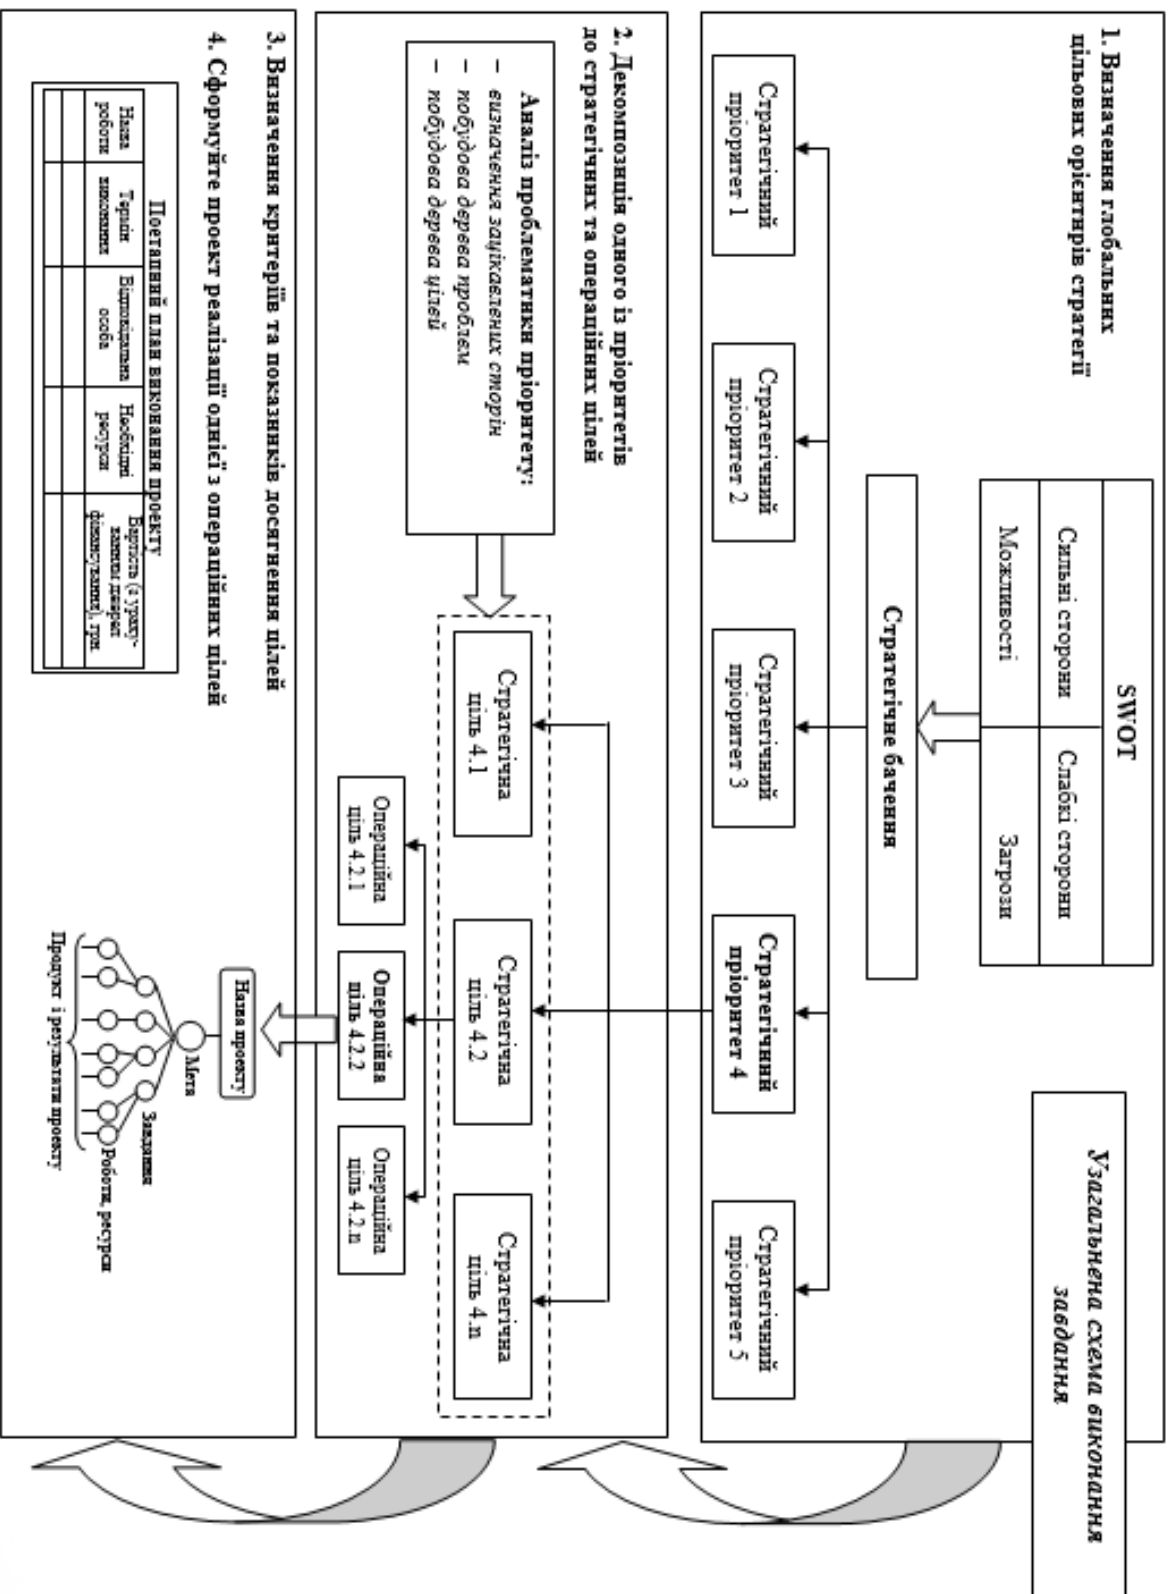 Узагальнена схема виконання
завдання
1. Визначення глобальних
цільових орієнтирів стратегії
SWOT
Сильні сторони
Слабкі сторони
Можливості
Загрози
Стратегічне бачення
Стратегічний
пріоритет 1
Стратегічний
пріоритет 2
Стратегічний
пріоритет 3
Стратегічний
пріоритет 4
Стратегічний
пріоритет 5
2. Декомпозиція одного із пріоритетів
до стратегічних та операційних цілей
Аналіз проблематики пріоритету:
– визначення зацікавлених сторін
– побудова дерева проблем
– побудова дерева цілей
Стратегічна
ціль 4.1
Стратегічна
ціль 4.2
Стратегічна
ціль 4.n
Операційна
ціль 4.2.1
Операційна
ціль 4.2.2
Операційна
ціль 4.2.n
3. Визначення критеріїв та показників досягнення цілей
4. Сформуйте проект реалізації однієї з операційних цілей
Поетапний план виконання проекту
Назва
роботи
Термін
виконання
Відповідальна
особа
Необхідні
ресурси
Вартість (з ураху-
ванням джерел
фінансування), грн
Назва проекту
Мета
Завдання
Роботи, ресурси
Продукт і результати проекту